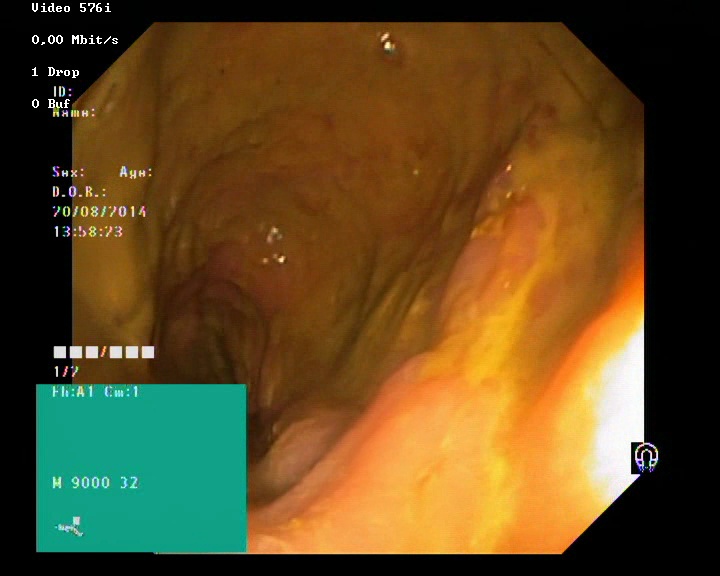 Video 576i
0,00 Mbit/s
1 Drop
ID:
0 Buf
Name:
Sex: Age:
D.O.R.:
20/08/2014
13:58:23
/
1/2
Eh:A1 Cm:1
M 9000 32